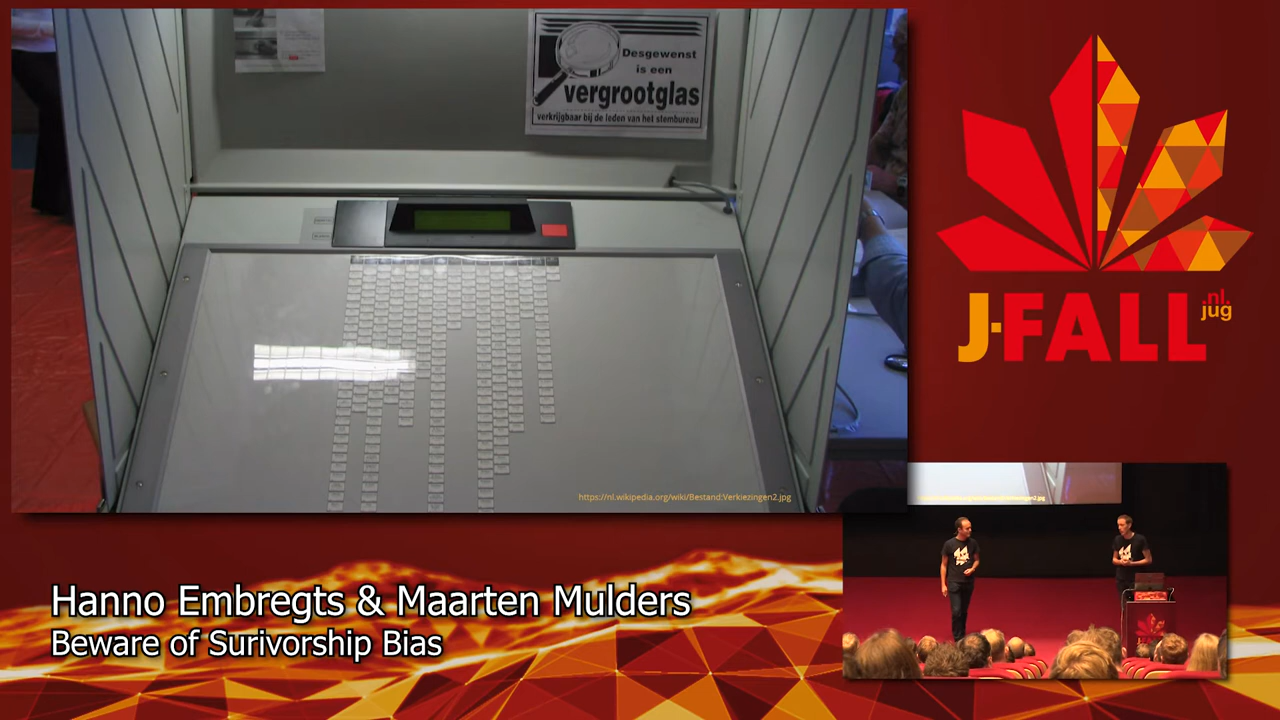 Desgewenst
is een
vergrootglas
verkrijgbaar bij de leden van het stembureau
https://nl.wikipedia.org/wiki/Bestand:Verkiezingen2.jpg
J-FALL
.nl.
jug
Hanno Embregts & Maarten Mulders
Beware of Surivorship Bias